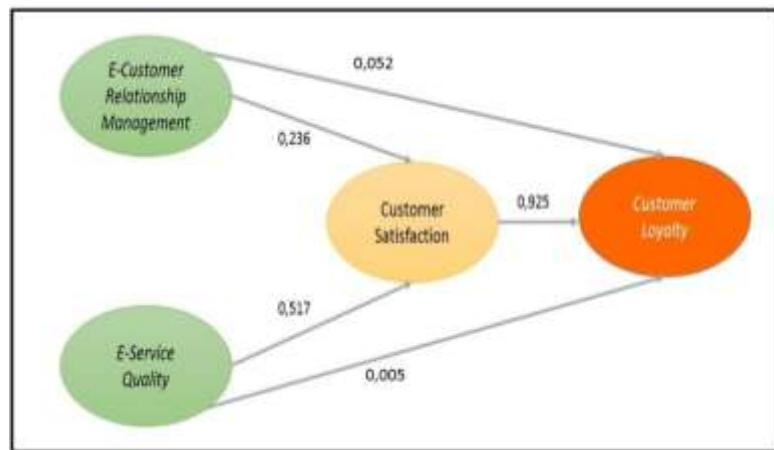 E-Customer
Relationship
Management
0,052
0,236
Customer
Satisfaction
0,925
Customer
Loyalty
0,517
E-Service
Quality
0,005